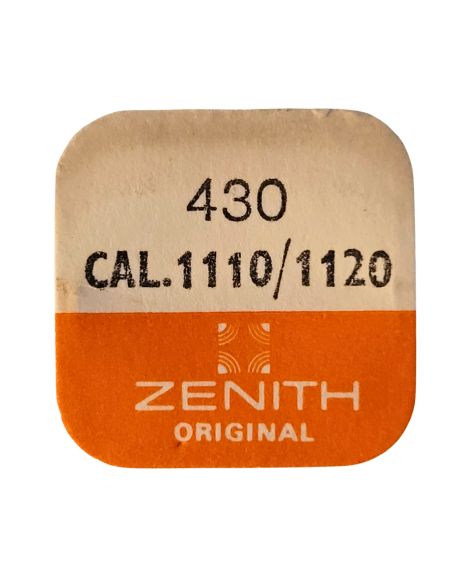 430
CAL.1110/1120
ZENITH
ORIGINAL